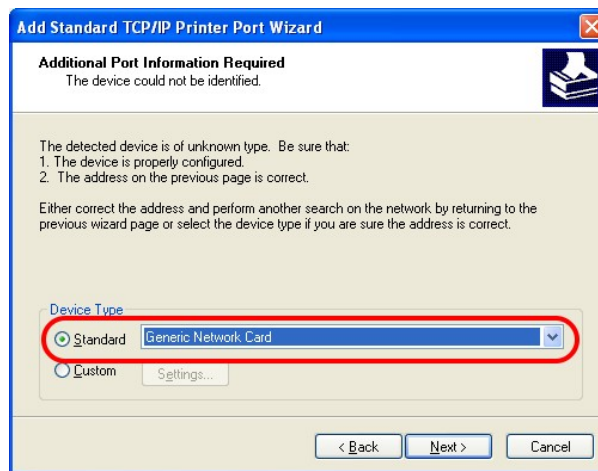 Add Standard TCP/IP Printer Port Wizard
Additional Port Information Required
The device could not be identified.
The detected device is of unknown type. Be sure that:
1. The device is properly configured.
2. The address on the previous page is correct.
Either correct the address and perform another search on the network by returning to the
previous wizard page or select the device type if you are sure the address is correct.
Device Type
Standard Generic Network Card
Custom Settings...
< Back Next > Cancel